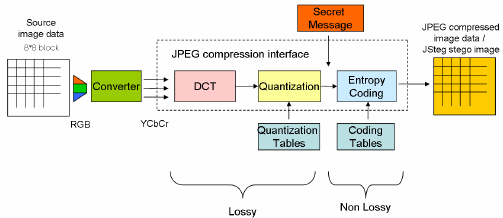 Source
image data
8*8 block
RGB
Converter
YCbCr
JPEG compression interface
DCT
Quantization
Secret
Message
Entropy
Coding
Quantization
Tables
Coding
Tables
Lossy
Non Lossy
JPEG compressed
image data /
JSteg stego image